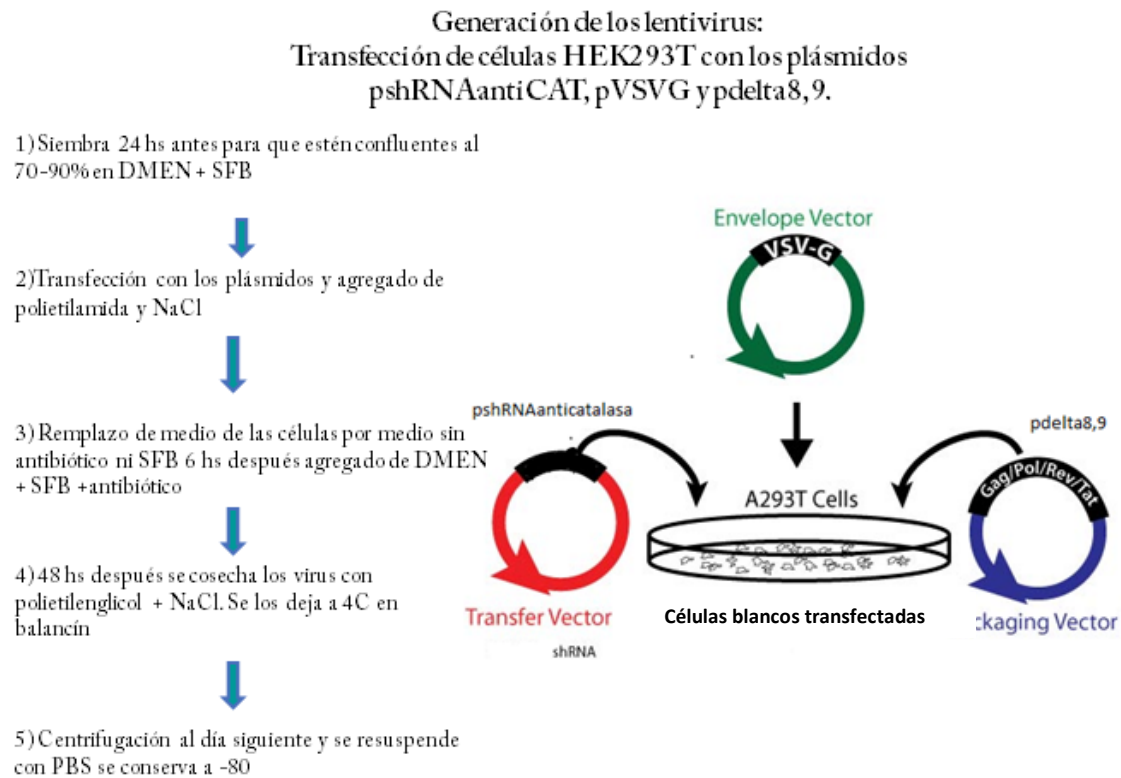 Generación de los lentivirus:
Transfección de células HEK293T con los plásmidos
pshRNAantiCAT, pVSVG y pdelta8,9.
1) Siembra 24 hs antes para que estén confluentes al
70-90% en DMEN + SFB
2)Transfección con los plásmidos y agregado de
polietilamida y NaCl
3) Remplazo de medio de las células por medio sin
antibiótico ni SFB 6 hs después agregado de DMEN
+ SFB +antibiótico
4) 48 hs después se cosecha los virus con
polietilenglicol + NaCl. Se los deja a 4C en
balancín
5) Centrifugación al día siguiente y se resuspende
con PBS se conserva a -80
Envelope Vector
VSV-G
pshRNAanticatalasa
pdelta8,9
Gag/Pol/Rev/Tat
A293T Cells
Transfer Vector
shRNA
Células blancos transfectadas
ckaging Vector